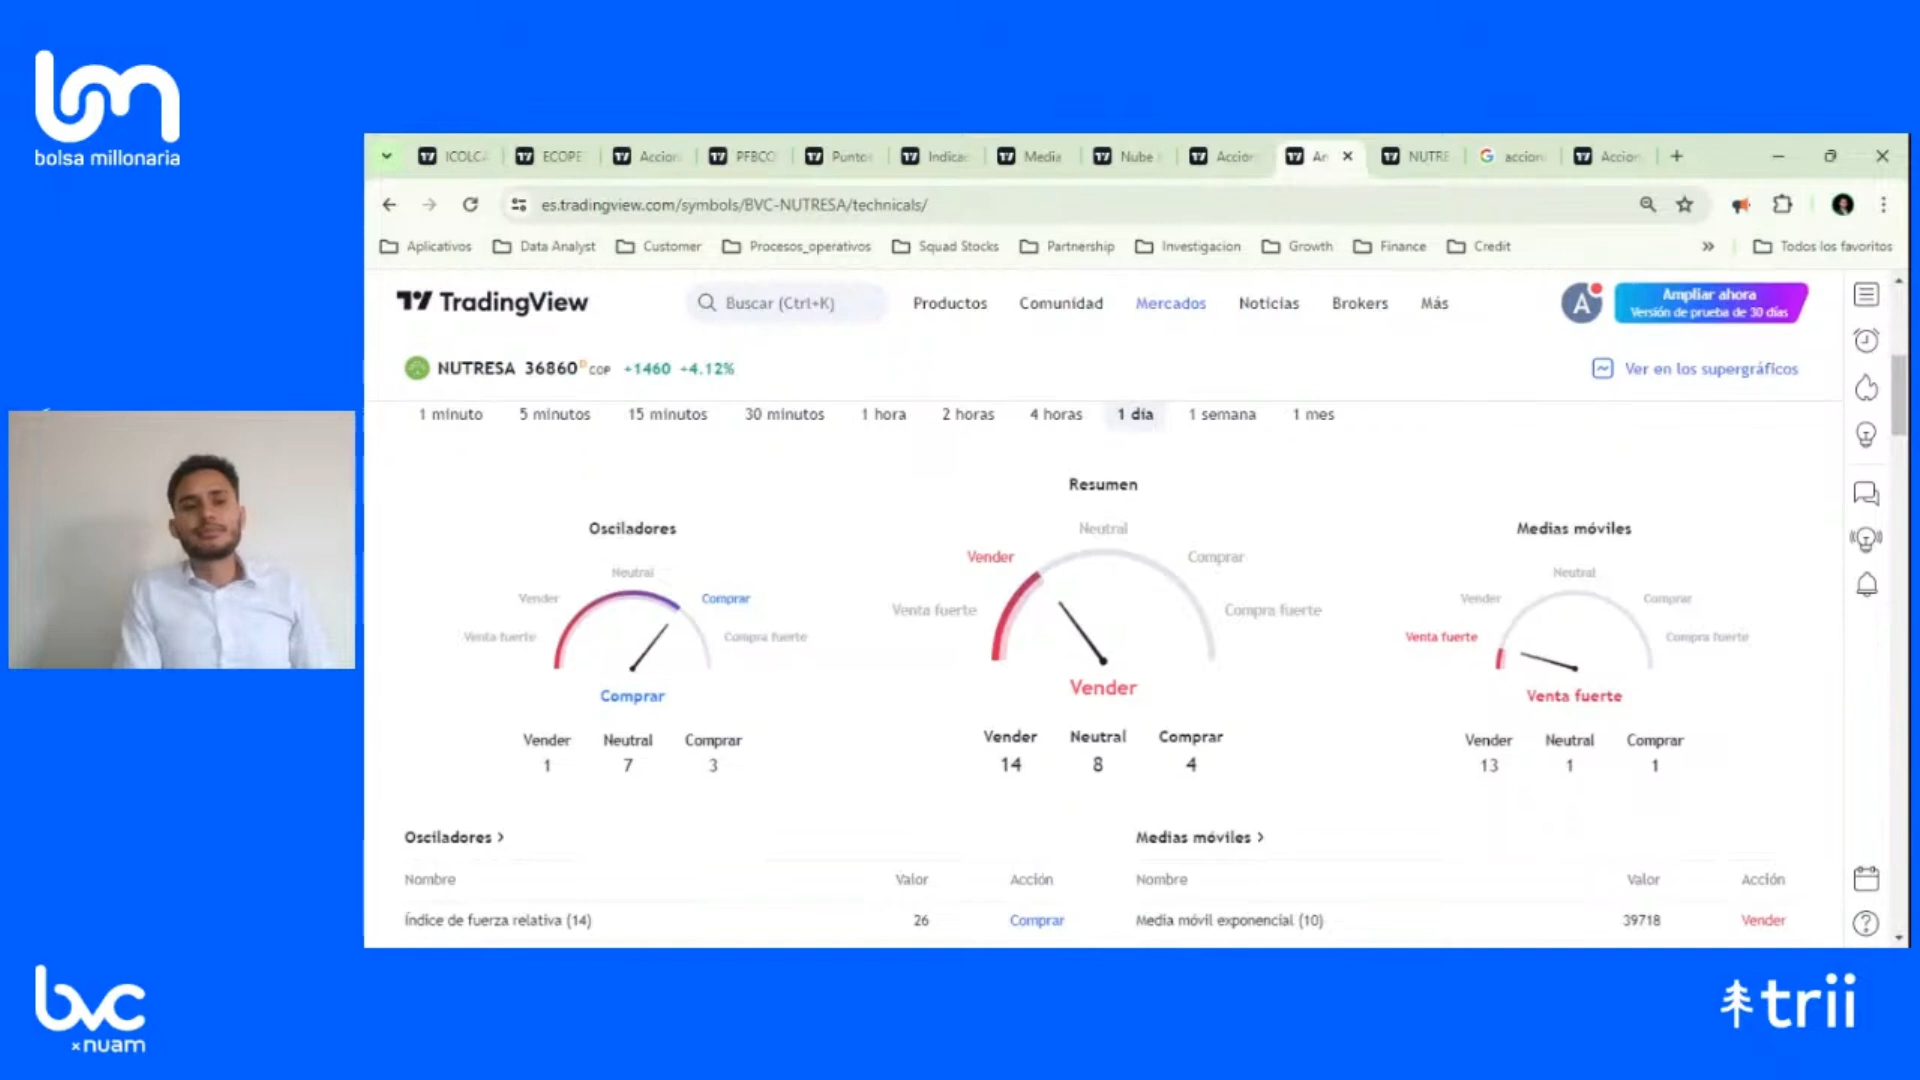 bm
bolsa millonaria
ICOLCA
ECOPE
Accion
PFBCO
Punto
Indica
Media
Nube
Accion
An
NUTRE
accion
Accion
es.tradingview.com/symbols/BVC-NUTRESA/technicals/
Aplicativos
Data Analyst
Customer
Procesos_operativos
Squad Stocks
Partnership
Investigacion
Growth
Finance
Credit
»
Todos los favoritos
TradingView
Buscar (Ctrl+K)
Productos
Comunidad
Mercados
Noticias
Brokers
Más
A
Ampliar ahora
Versión de prueba de 30 días
NUTRESA 36860 D COP +1460 +4.12%
Ver en los supergráficos
1 minuto
5 minutos
15 minutos
30 minutos
1 hora
2 horas
4 horas
1 día
1 semana
1 mes
Osciladores
Neutral
Vender
Comprar
Venta fuerte
Compra fuerte
Comprar
Vender Neutral Comprar
1 7 3
Resumen
Neutral
Vender
Comprar
Venta fuerte
Compra fuerte
Vender
Vender Neutral Comprar
14 8 4
Medias móviles
Neutral
Vender
Comprar
Venta fuerte
Compra fuerte
Venta fuerte
Vender Neutral Comprar
13 1 1
Osciladores >
Nombre Valor Acción
Índice de fuerza relativa (14) 26 Comprar
Medias móviles >
Nombre Valor Acción
Media móvil exponencial (10) 39718 Vender
bvc
xnuam
trii